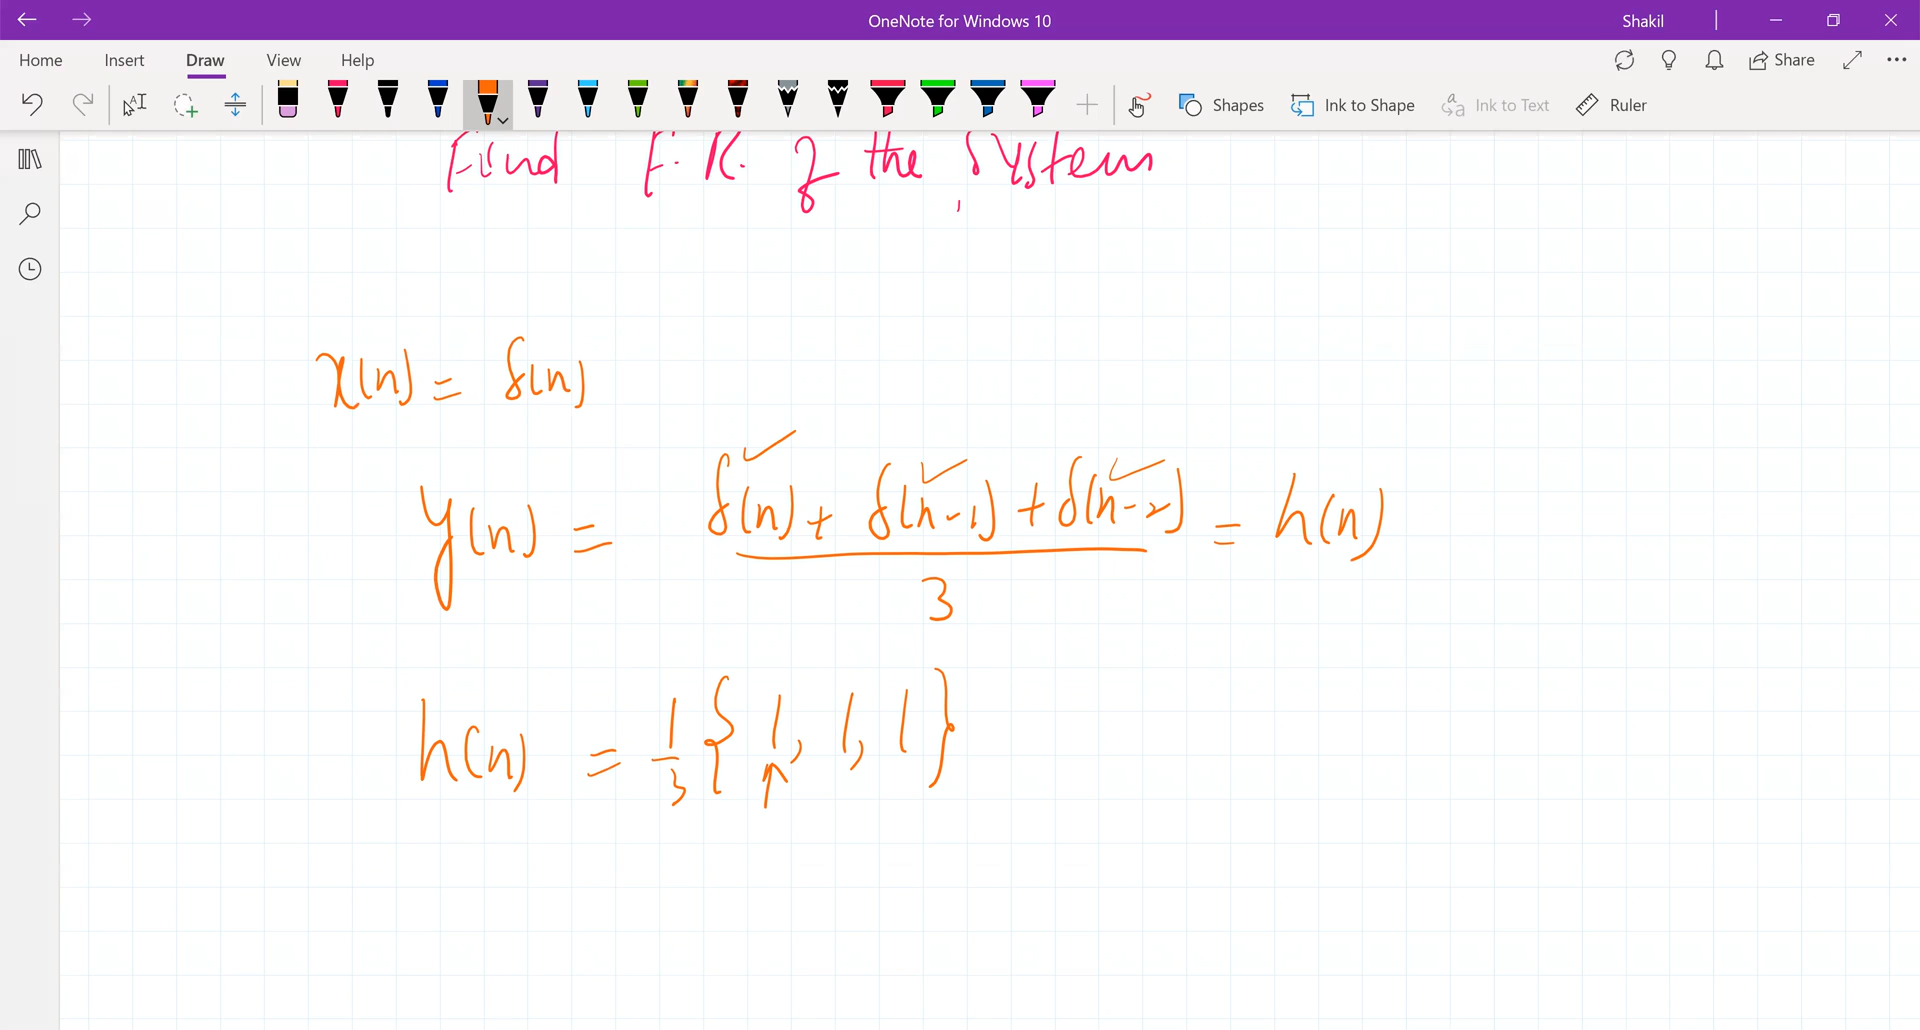 OneNote for Windows 10
Shakil
Home Insert Draw View Help
Share
Shapes Ink to Shape Ink to Text Ruler
Find F.R. of the system
x(n) = δ(n)
y(n) = δ(n) + δ(n-1) + δ(n-2) = h(n)
3
h(n) = 1/3 { 1, 1, 1 }
↑